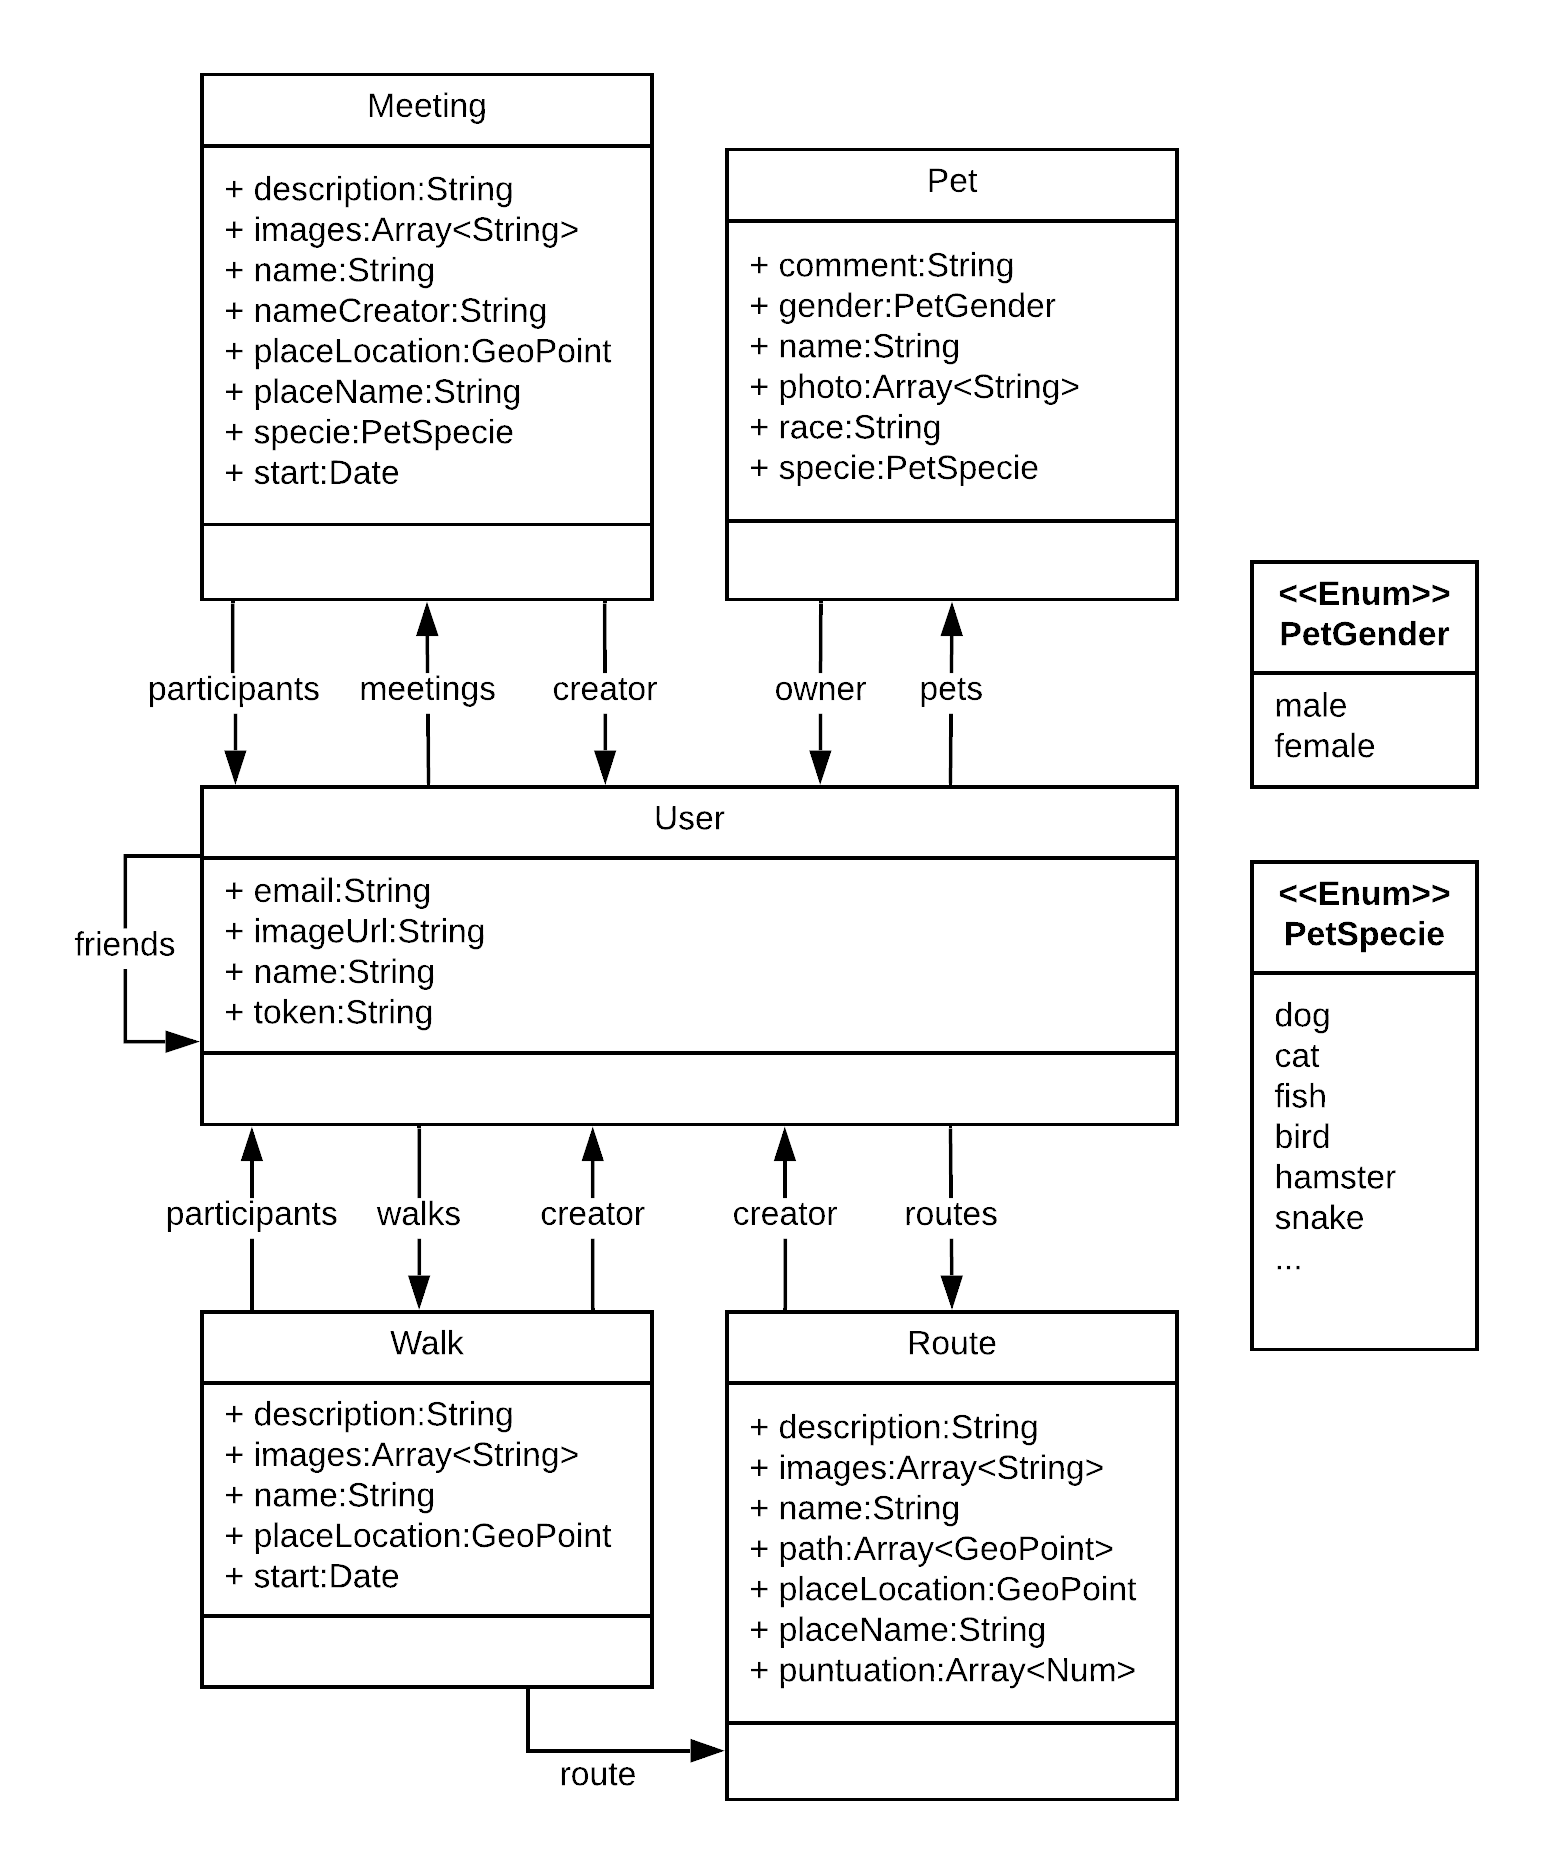 Meeting
+ description:String
+ images:Array<String>
+ name:String
+ nameCreator:String
+ placeLocation:GeoPoint
+ placeName:String
+ specie:PetSpecie
+ start:Date
Pet
+ comment:String
+ gender:PetGender
+ name:String
+ photo:Array<String>
+ race:String
+ specie:PetSpecie
<<Enum>>
PetGender
male
female
participants
meetings
creator
owner
pets
User
+ email:String
+ imageUrl:String
+ name:String
+ token:String
friends
<<Enum>>
PetSpecie
dog
cat
fish
bird
hamster
snake
...
participants
walks
creator
creator
routes
Walk
+ description:String
+ images:Array<String>
+ name:String
+ placeLocation:GeoPoint
+ start:Date
Route
+ description:String
+ images:Array<String>
+ name:String
+ path:Array<GeoPoint>
+ placeLocation:GeoPoint
+ placeName:String
+ puntuation:Array<Num>
route